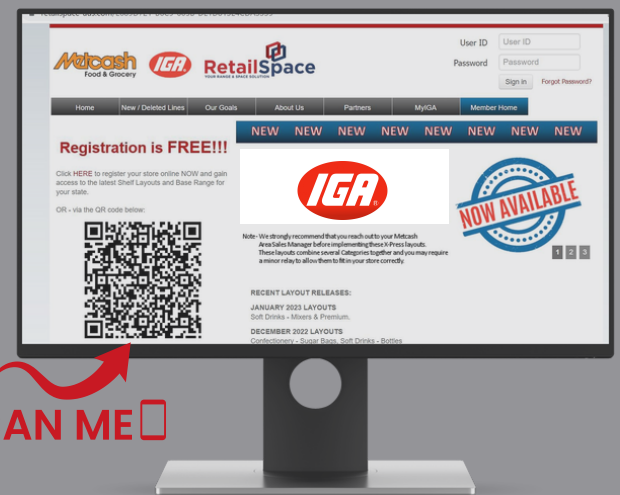 Metcash
Food & Grocery
IGA
RetailSpace
YOUR RANGE & SPACE SOLUTION
User ID
User ID
Password
Password
Sign in
Forgot Password?
Home
New / Deleted Lines
Our Goals
About Us
Partners
MyIGA
Member Home
NEW NEW NEW NEW NEW NEW NEW NEW
Registration is FREE!!!
Click HERE to register your store online NOW and gain
access to the latest Shelf Layouts and Base Range for
your state.
OR - via the QR code below:
IGA
NOW AVAILABLE
Note- We strongly recommend that you reach out to your Metcash
Area Sales Manager before implementing these X-Press layouts.
These layouts combine several Categories together and you may require
a minor relay to allow them to fit in your store correctly.
1 2 3
RECENT LAYOUT RELEASES:
JANUARY 2023 LAYOUTS
Soft Drinks - Mixers & Premium.
DECEMBER 2022 LAYOUTS
Confectionery - Sugar Bags, Soft Drinks - Bottles
AN ME